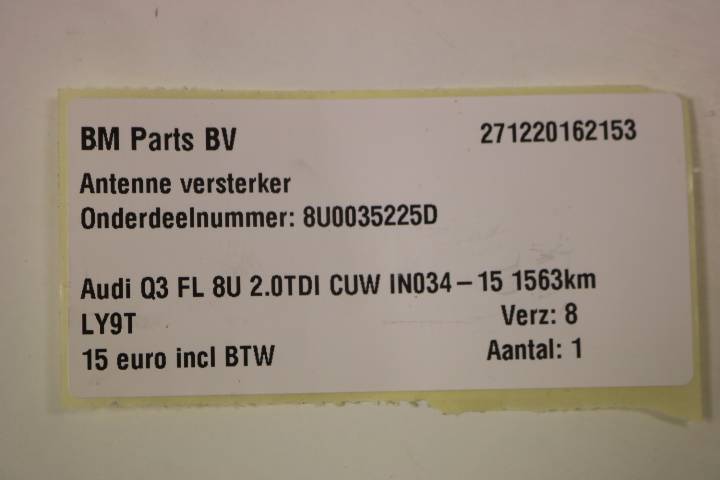 BM Parts BV 271220162153
Antenne versterker
Onderdeelnummer: 8U0035225D
Audi Q3 FL 8U 2.0TDI CUW IN034-15 1563km
LY9T Verz: 8
15 euro incl BTW Aantal: 1